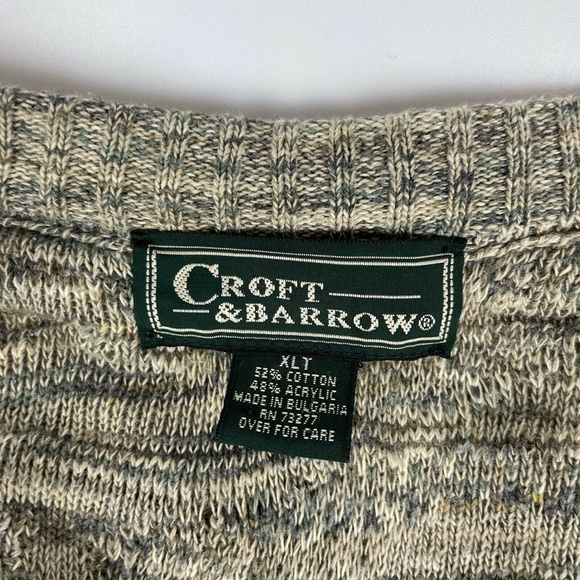 CROFT
&BARROW®
XLT
52% COTTON
48% ACRYLIC
MADE IN BULGARIA
RN 73277
OVER FOR CARE